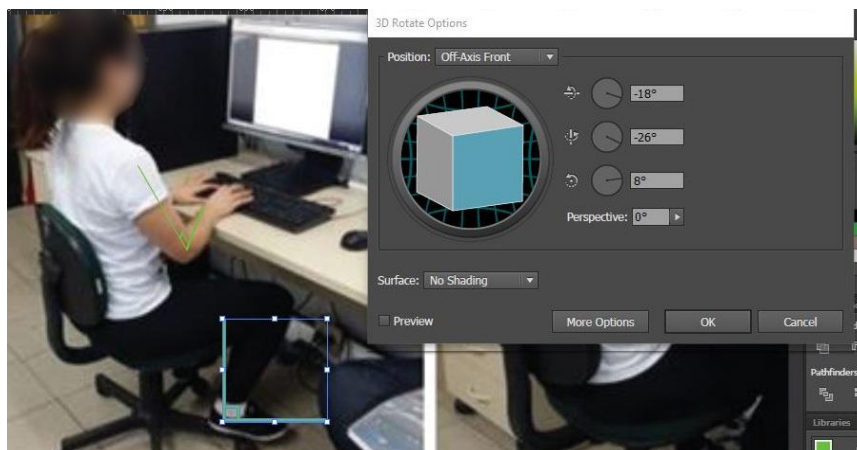 3D Rotate Options
Position: Off-Axis Front
-18°
-26°
8°
Perspective: 0°
Surface: No Shading
Preview
More Options OK Cancel
Pathfinders
Libraries